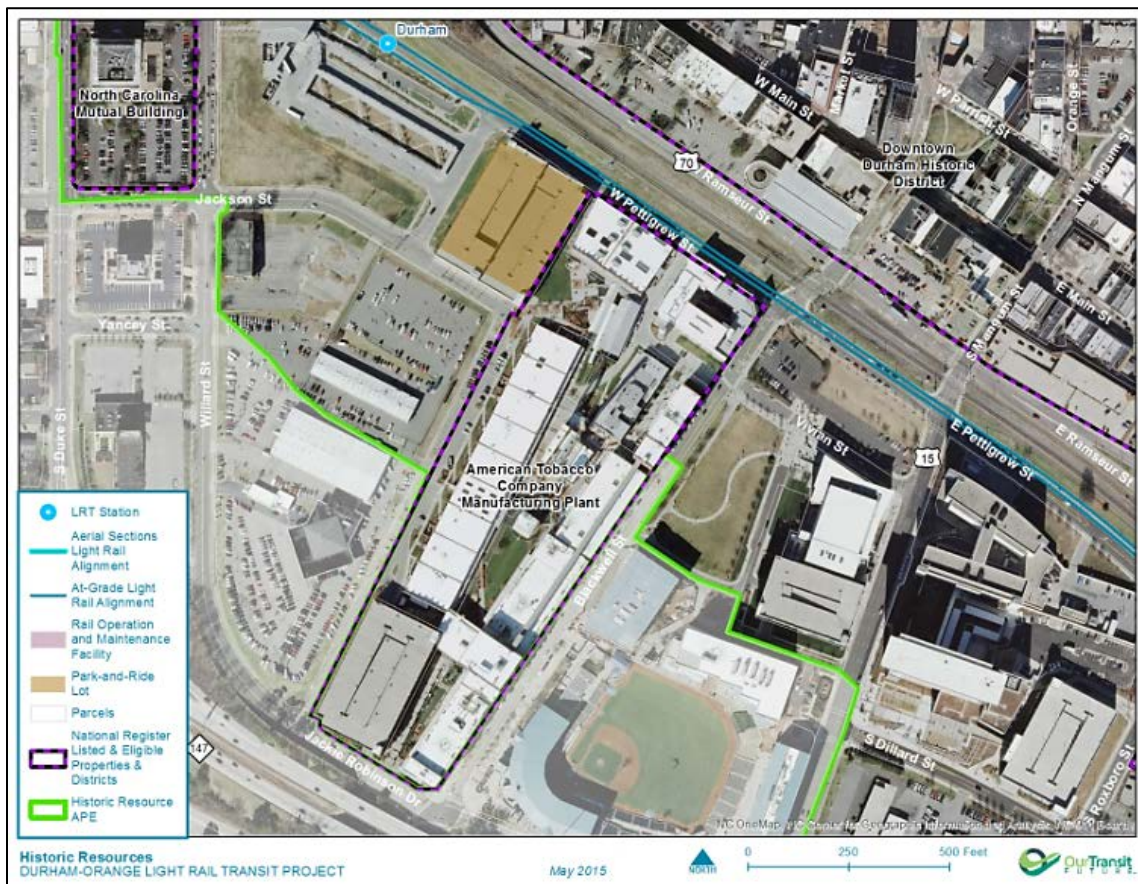 Durham
North Carolina
Mutual Building
W Main St
Market St
W Parrish St
Orange St
N Mangum St
Downtown
Durham Historic
District
70
Ramseur St
W Pettigrew St
Jackson St
E Main St
S Mangum St
Yancey St
Willard St
S Duke St
E Ramseur St
E Pettigrew St
Vivian St
15
American Tobacco
Company
Manufacturing Plant
Blackwell St
147
Jackie Robinson Dr
S Dillard St
S Roxboro St
LRT Station
Aerial Sections
Light Rail
Alignment
At-Grade Light
Rail Alignment
Rail Operation
and Maintenance
Facility
Park-and-Ride
Lot
Parcels
National Register
Listed & Eligible
Properties &
Districts
Historic Resource
APE
NC OneMap,
Historic Resources
DURHAM-ORANGE LIGHT RAIL TRANSIT PROJECT
May 2015
NORTH
0 250 500 Feet
OurTransit
FUTURE